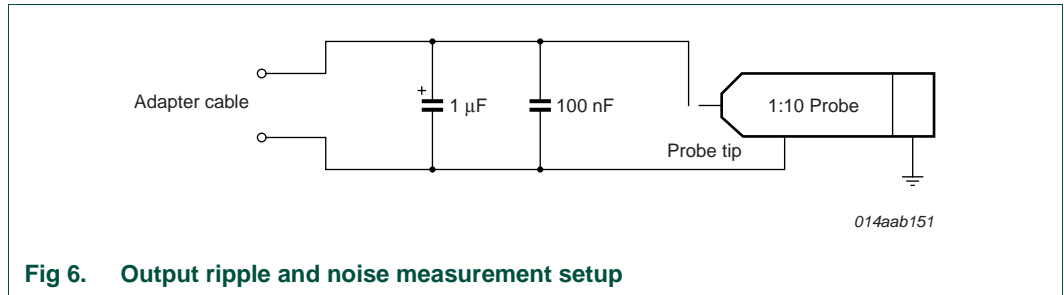 Adapter cable
+
1 μF
100 nF
1:10 Probe
Probe tip
014aab151
Fig 6. Output ripple and noise measurement setup